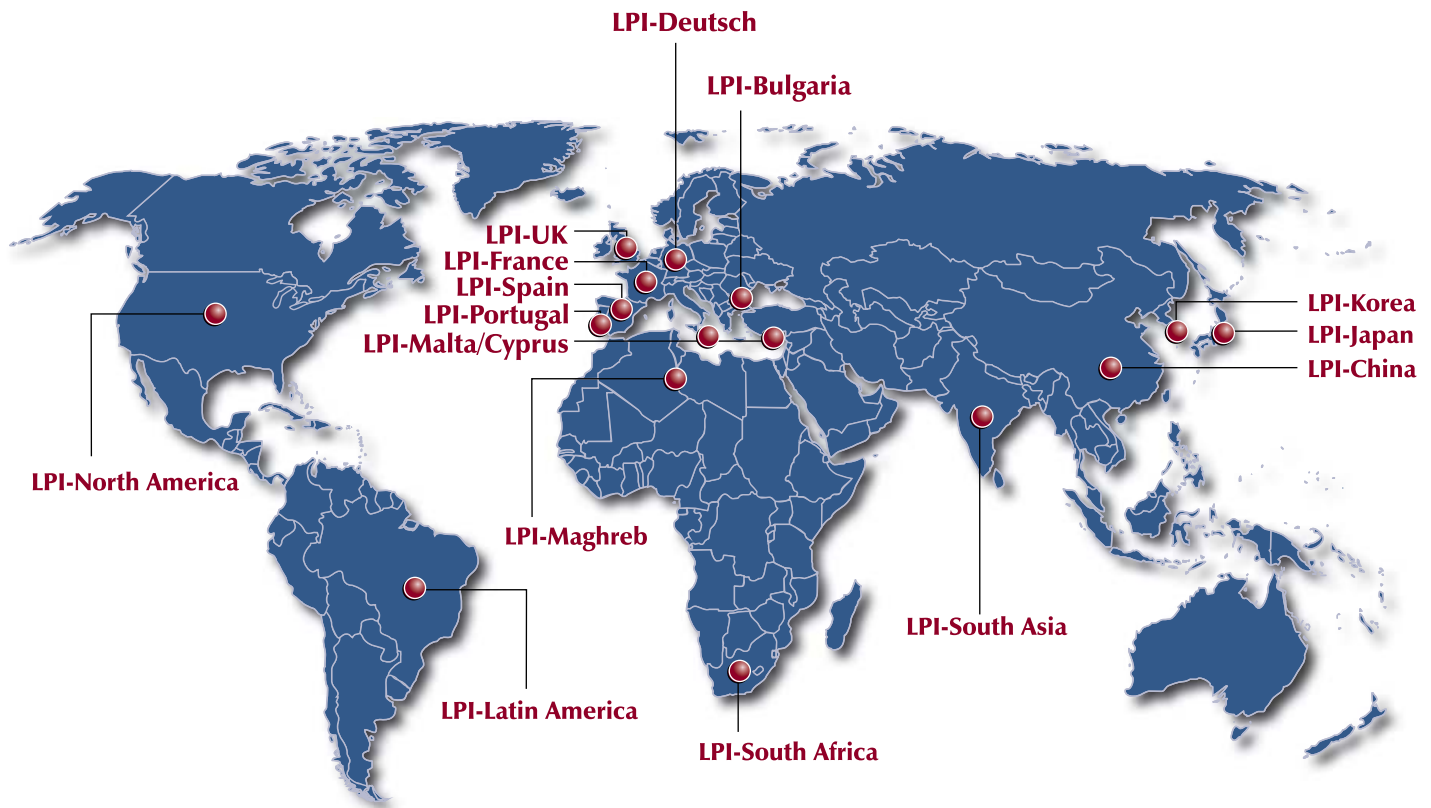 LPI-Deutsch
LPI-Bulgaria
LPI-UK
LPI-France
LPI-Spain
LPI-Portugal
LPI-Malta/Cyprus
LPI-Korea
LPI-Japan
LPI-China
LPI-North America
LPI-Maghreb
LPI-South Asia
LPI-Latin America
LPI-South Africa